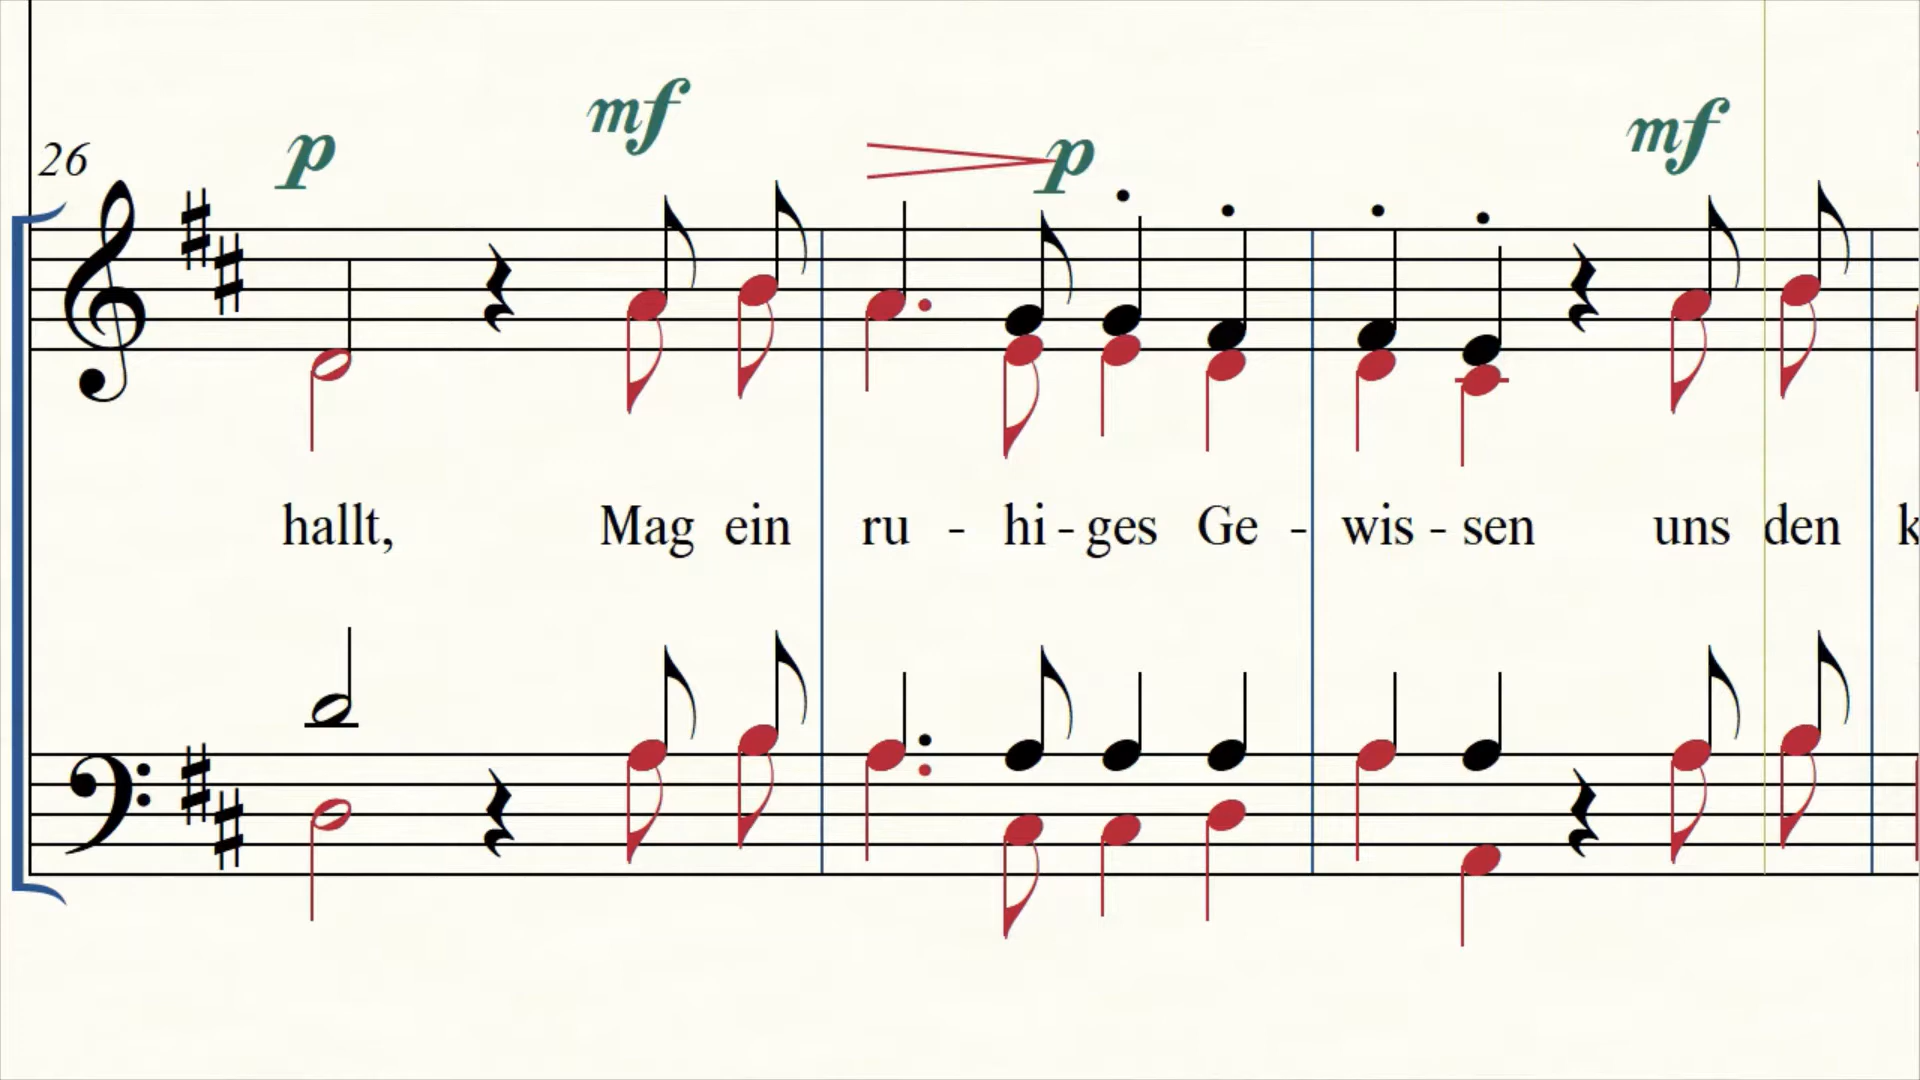 p mf p mf
26
hallt, Mag ein ru - hi - ges Ge - wis - sen uns den k